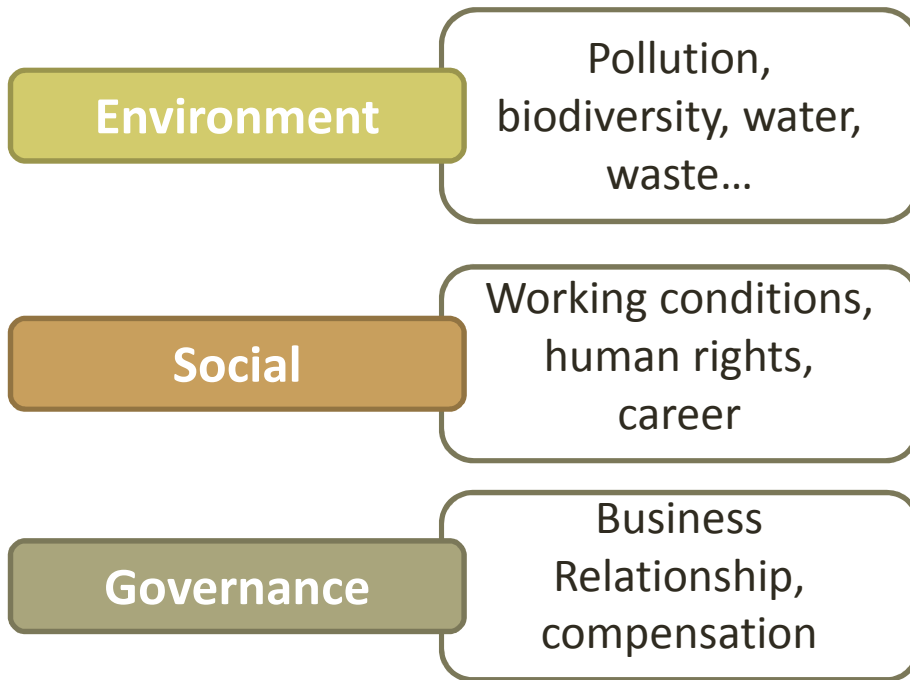 Environment
Pollution,
biodiversity, water,
waste…
Social
Working conditions,
human rights,
career
Governance
Business
Relationship,
compensation